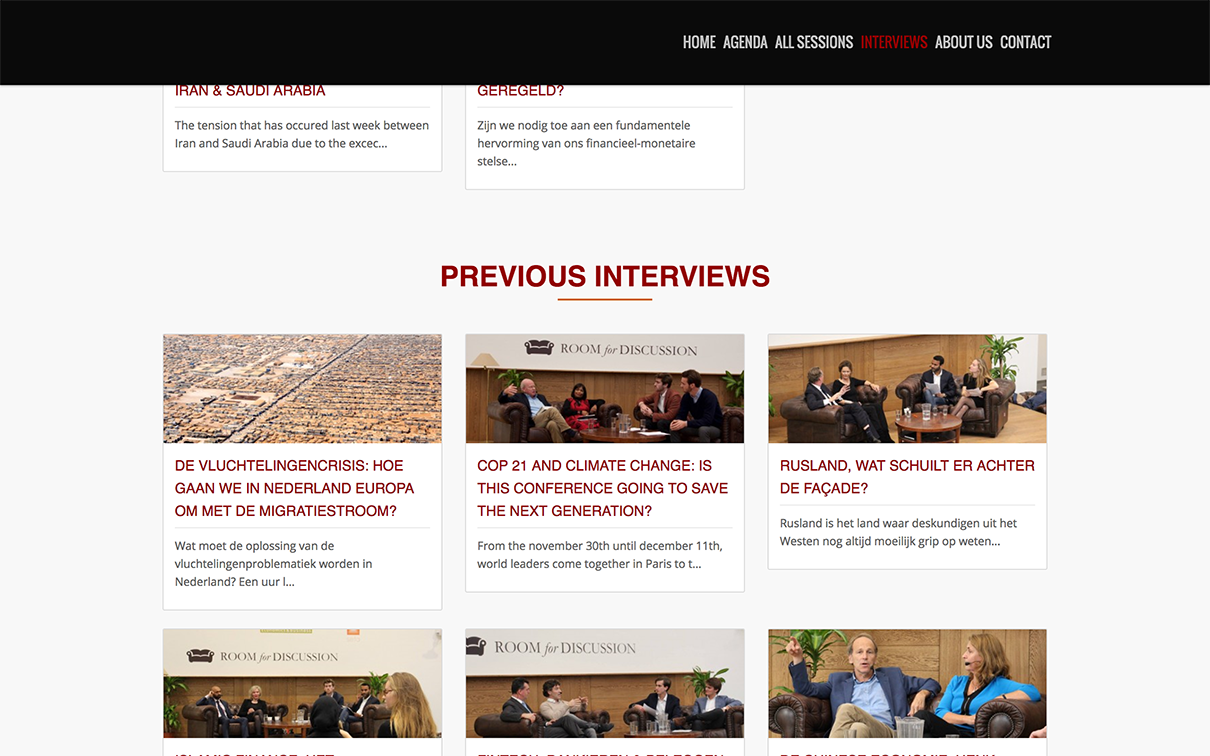 HOME AGENDA ALL SESSIONS INTERVIEWS ABOUT US CONTACT
IRAN & SAUDI ARABIA
The tension that has occured last week between
Iran and Saudi Arabia due to the excec...
GEREGELD?
Zijn we nodig toe aan een fundamentele
hervorming van ons financieel-monetaire
stelse...
PREVIOUS INTERVIEWS
DE VLUCHTELINGENCRISIS: HOE
GAAN WE IN NEDERLAND EUROPA
OM MET DE MIGRATIESTROOM?
Wat moet de oplossing van de
vluchtelingenproblematiek worden in
Nederland? Een uur l...
ROOM for DISCUSSION
COP 21 AND CLIMATE CHANGE: IS
THIS CONFERENCE GOING TO SAVE
THE NEXT GENERATION?
From the november 30th until december 11th,
world leaders come together in Paris to t...
RUSLAND, WAT SCHUILT ER ACHTER
DE FAÇADE?
Rusland is het land waar deskundigen uit het
Westen nog altijd moeilijk grip op weten...
ROOM for DISCUSSION
ROOM for DISCUSSION